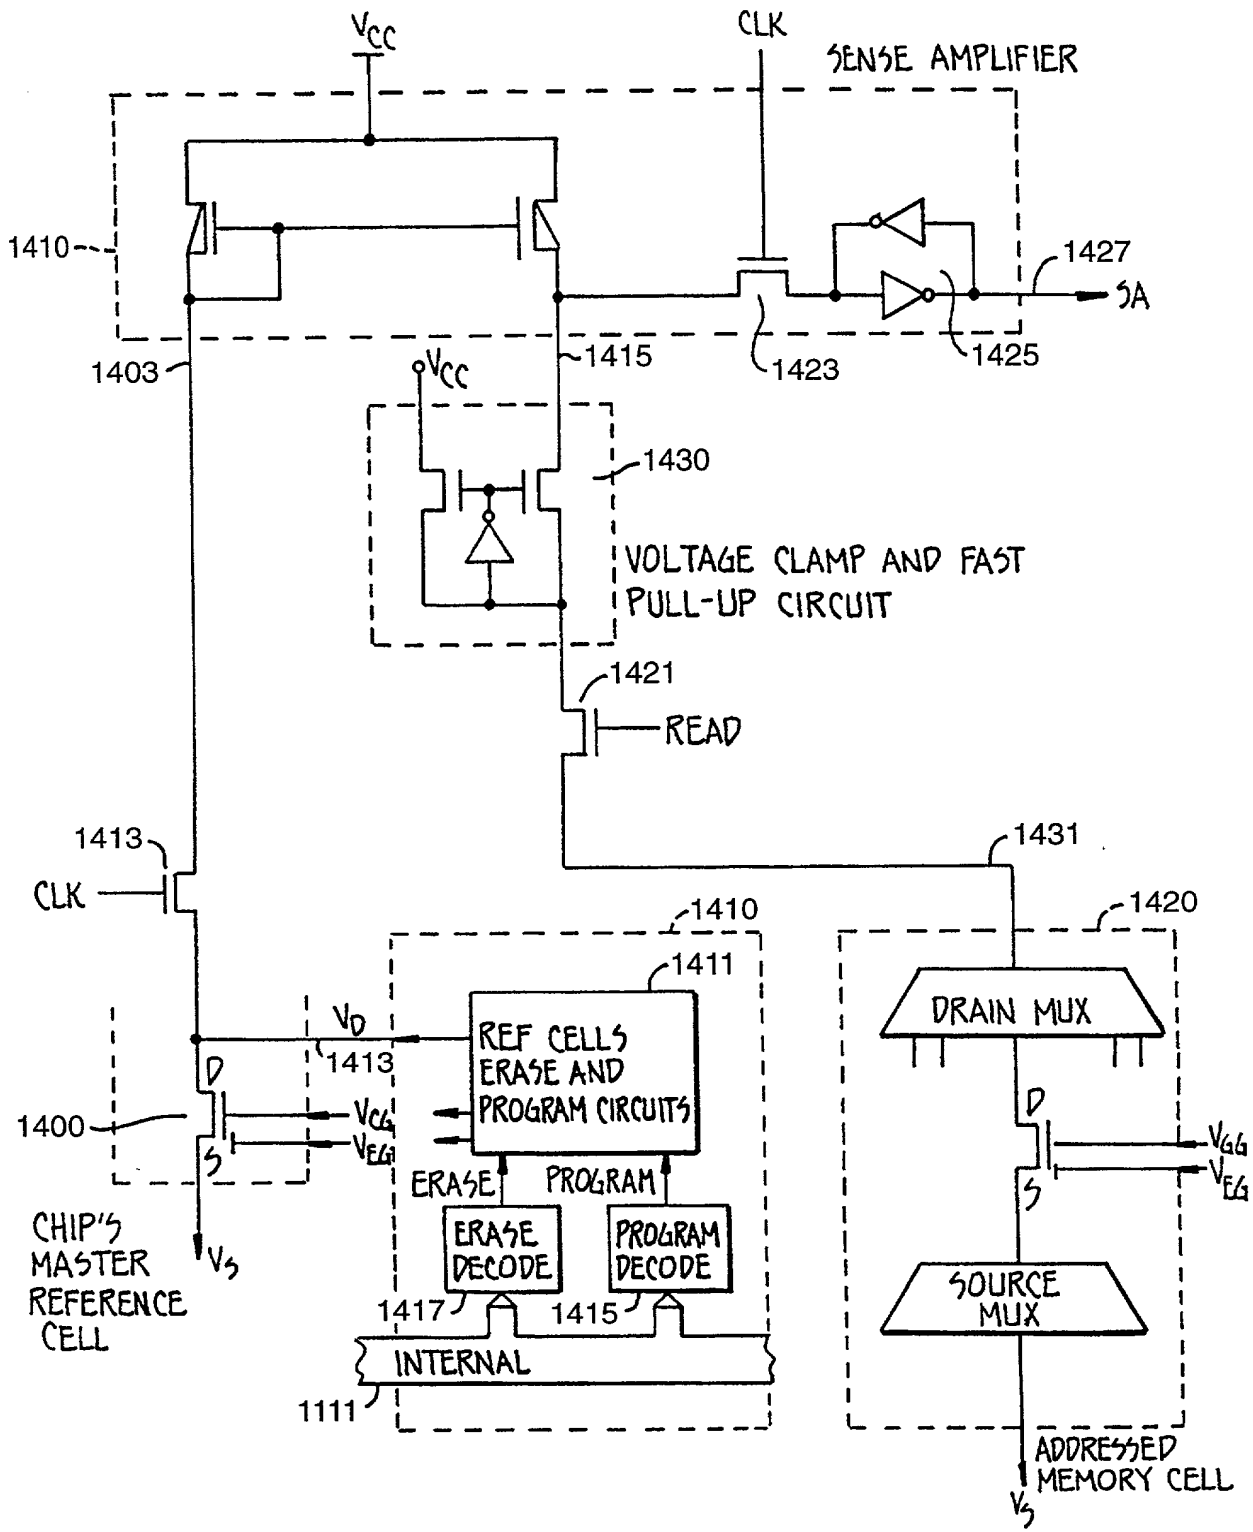 VCC
CLK
SENSE AMPLIFIER
1410
1427
SA
1403
1415
1423
1425
VCC
1430
VOLTAGE CLAMP AND FAST
PULL-UP CIRCUIT
1421
READ
1413
CLK
1431
1410
1420
1411
DRAIN MUX
VD
1413
REF CELLS
ERASE AND
PROGRAM CIRCUITS
D
S
1400
VCG
VEG
D
S
VGG
VEG
ERASE
PROGRAM
CHIP'S
MASTER
REFERENCE
CELL
VS
ERASE
DECODE
PROGRAM
DECODE
1417
1415
SOURCE
MUX
INTERNAL
1111
ADDRESSED
MEMORY CELL
VS